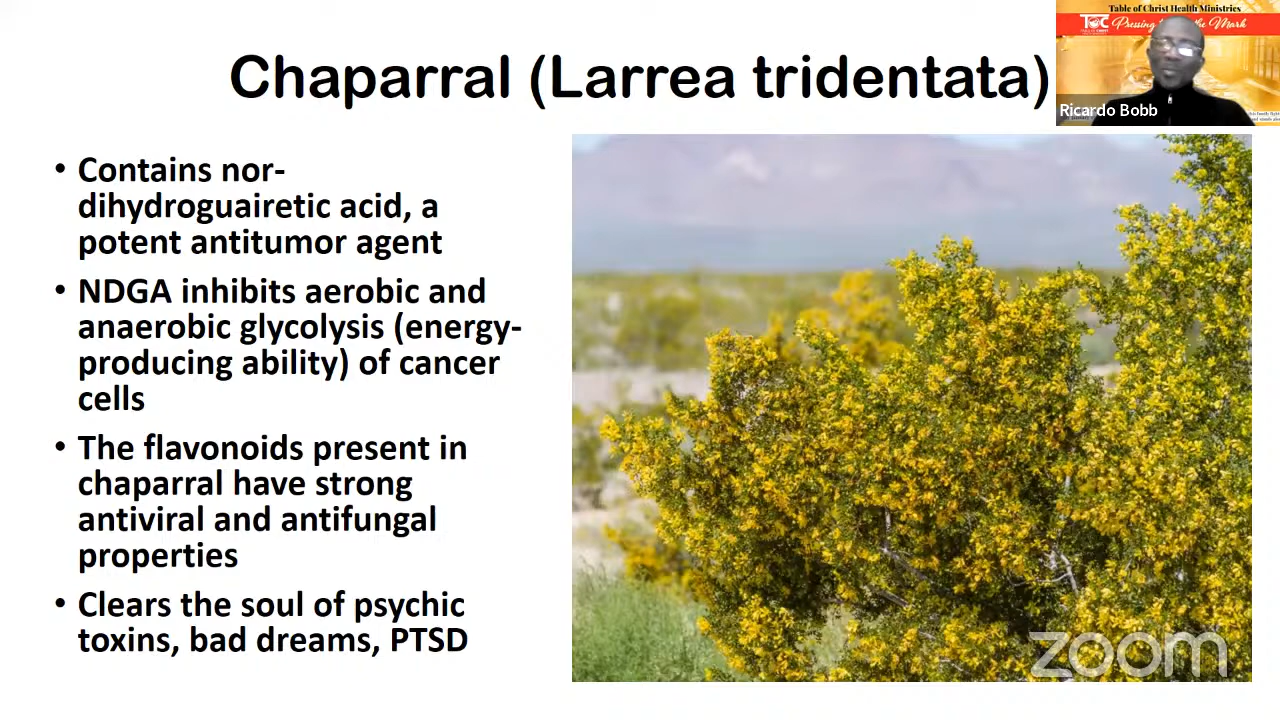 Table of Christ Health Ministries
TOC Pressing the Mark
Chaparral (Larrea tridentata)
Ricardo Bobb
• Contains nor-
dihydroguairetic acid, a
potent antitumor agent
• NDGA inhibits aerobic and
anaerobic glycolysis (energy-
producing ability) of cancer
cells
• The flavonoids present in
chaparral have strong
antiviral and antifungal
properties
• Clears the soul of psychic
toxins, bad dreams, PTSD
zoom